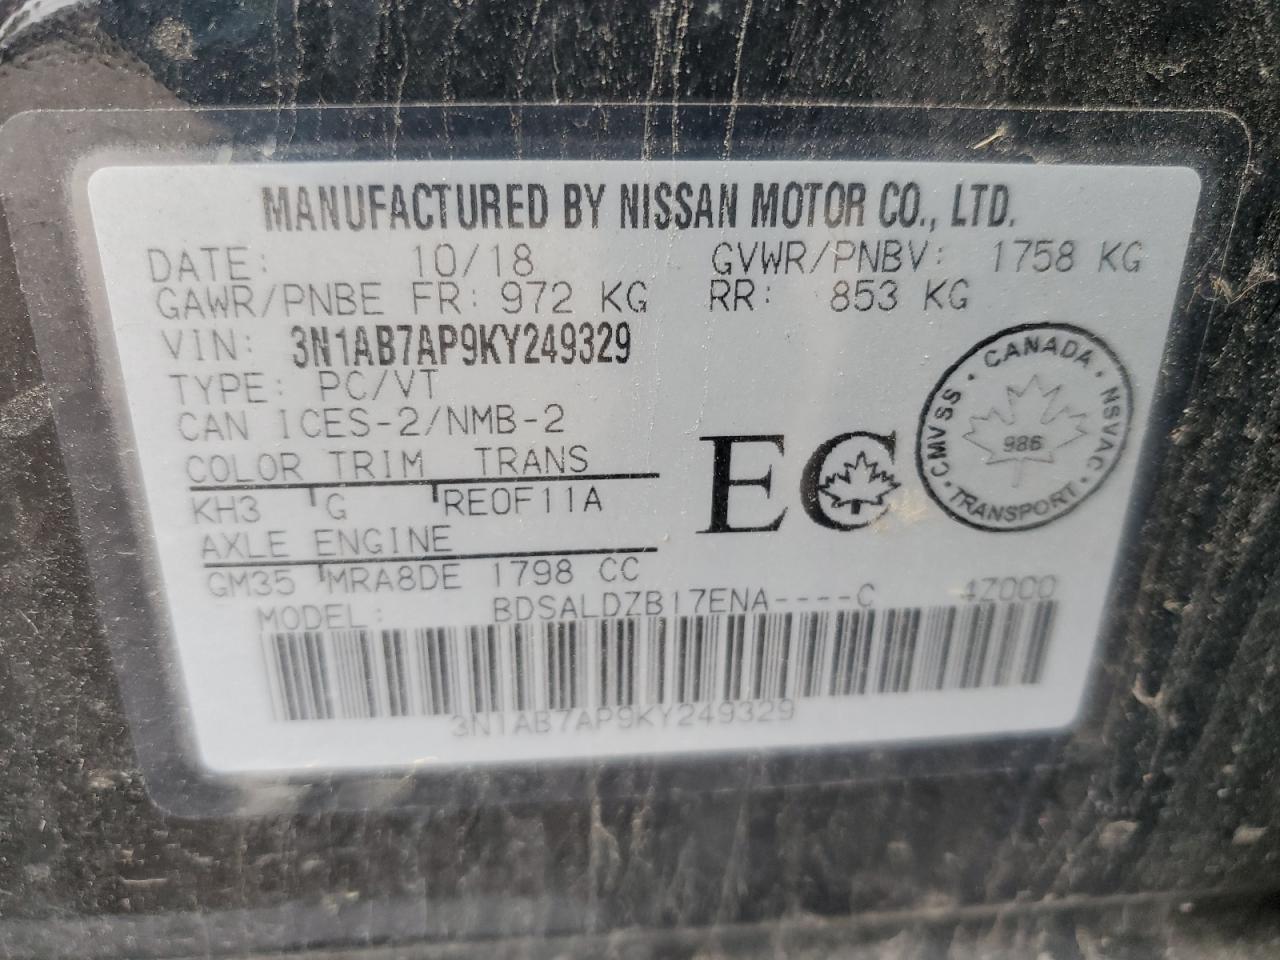 MANUFACTURED BY NISSAN MOTOR CO., LTD.
DATE: 10/18 GVWR/PNBV: 1758 KG
GAWR/PNBE FR: 972 KG RR: 853 KG
VIN: 3N1AB7AP9KY249329
TYPE: PC/VT
CAN ICES-2/NMB-2
COLOR TRIM TRANS
KH3 G RE0F11A
AXLE ENGINE
GM35 MRA8DE 1798 CC
MODEL: BDSALDZB17ENA----C 4Z000
3N1AB7AP9KY249329
EC
CMVSS • CANADA • NSVAC • TRANSPORT •
986